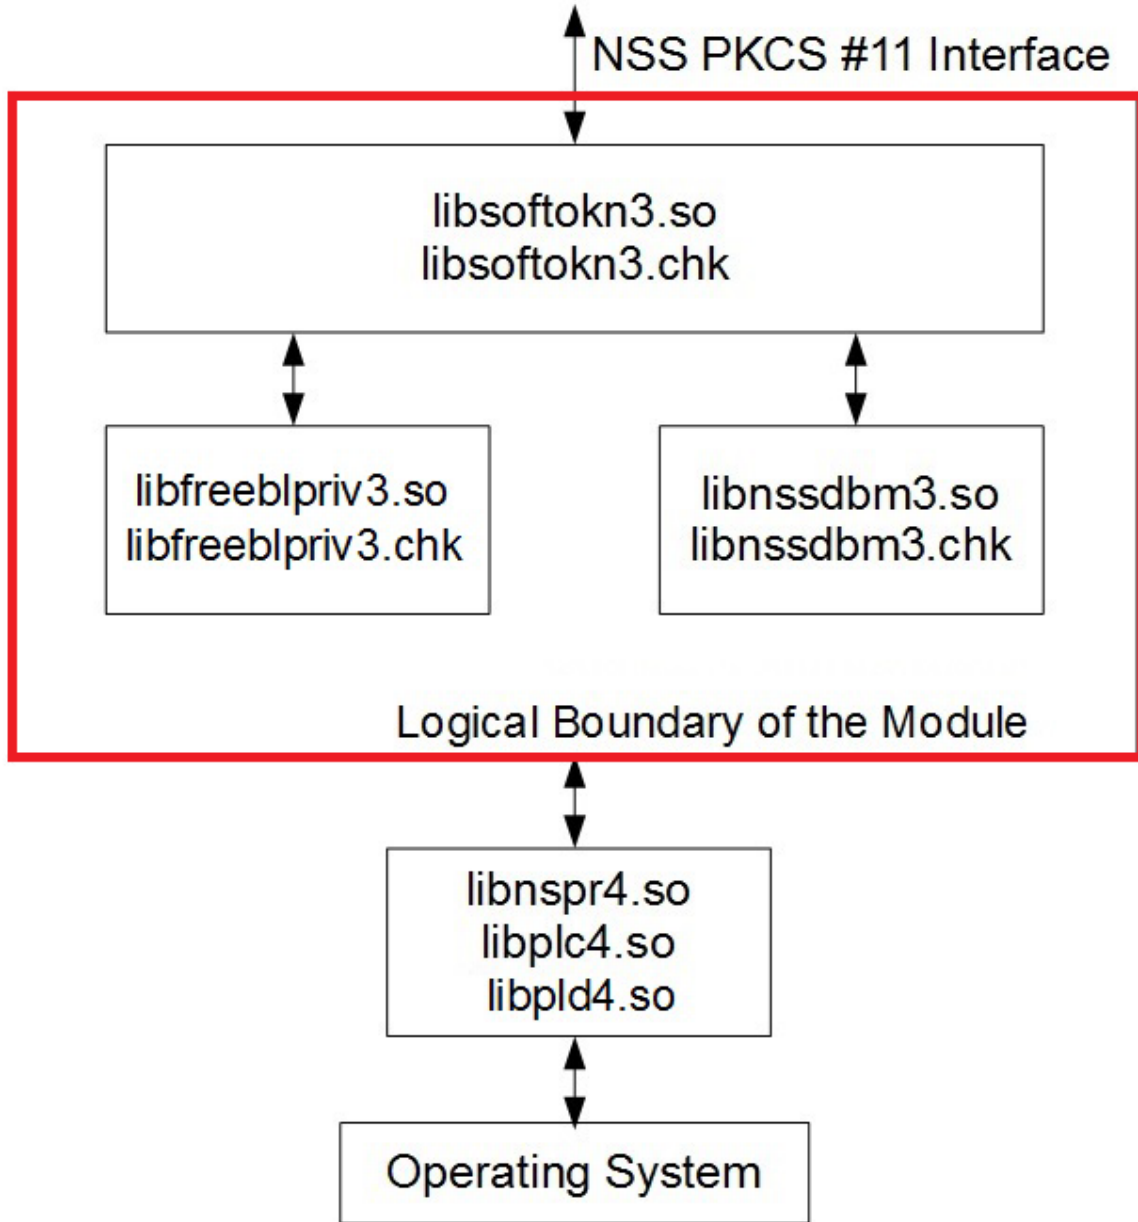 NSS PKCS #11 Interface
libsoftokn3.so
libsoftokn3.chk
libfreeblpriv3.so
libfreeblpriv3.chk
libnssdbm3.so
libnssdbm3.chk
Logical Boundary of the Module
libnspr4.so
libplc4.so
libpld4.so
Operating System